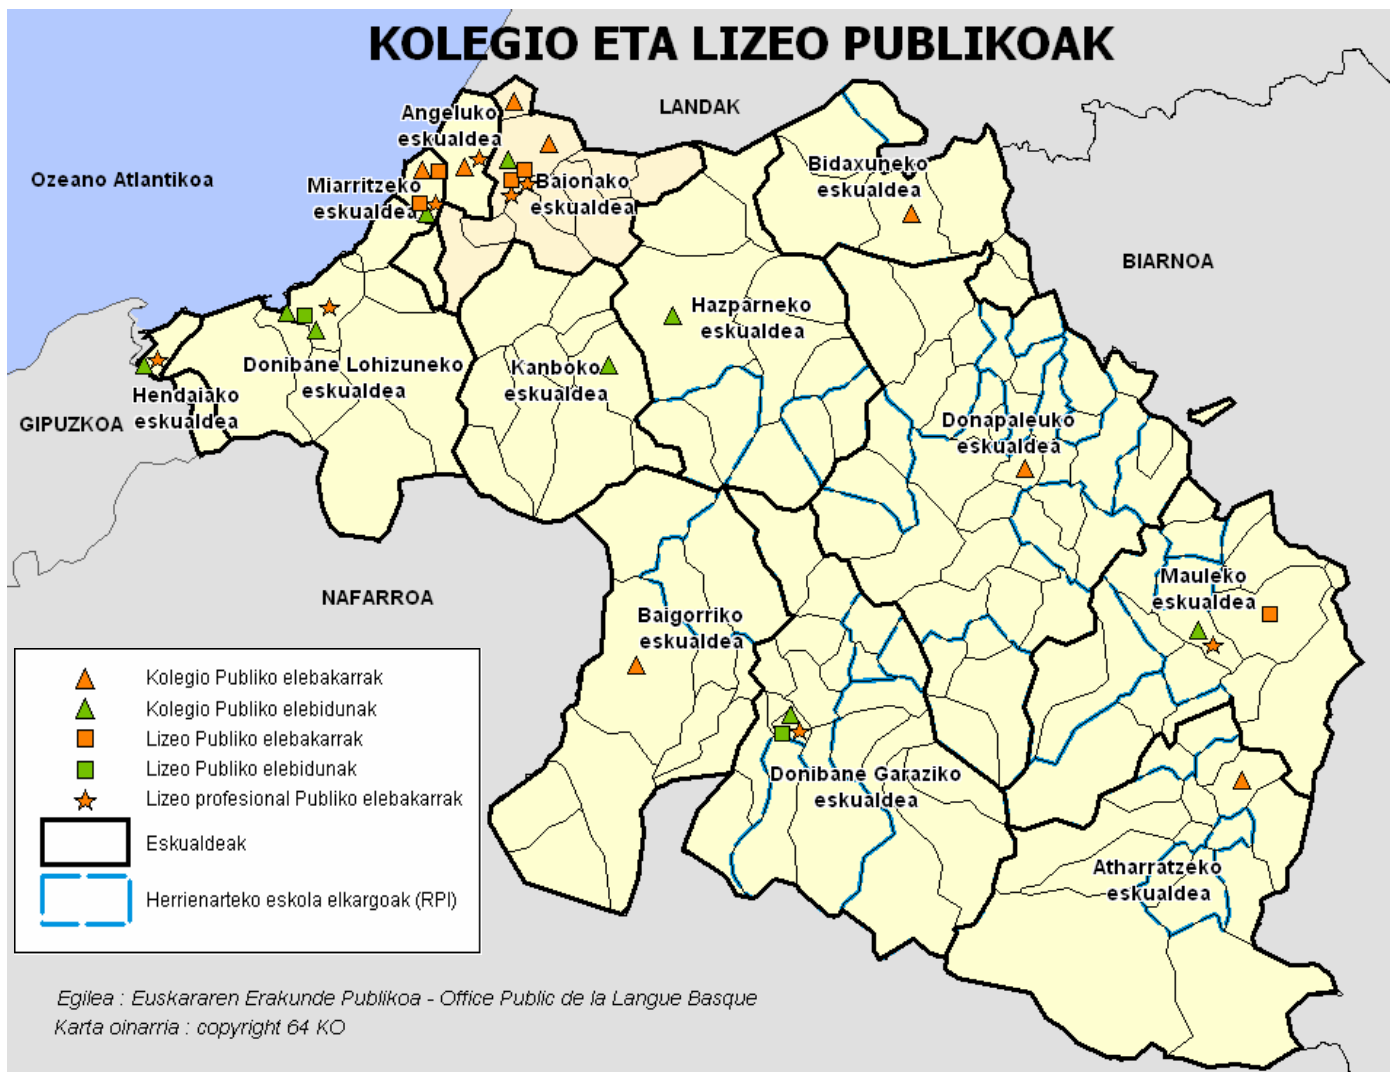 KOLEGIO ETA LIZEO PUBLIKOAK
LANDAK
Angeluko
eskualdea
Ozeano Atlantikoa
Miarritzeko
eskualdea
Baionako
eskualdea
Bidaxuneko
eskualdea
BIARNOA
Hazparneko
eskualdea
Donibane Lohizuneko
eskualdea
Kanboko
eskualdea
Hendaiako
eskualdea
GIPUZKOA
Donapaleuko
eskualdea
NAFARROA
Mauleko
eskualdea
Baigorriko
eskualdea
Donibane Garaziko
eskualdea
Atharratzeko
eskualdea
Kolegio Publiko elebakarrak
Kolegio Publiko elebidunak
Lizeo Publiko elebakarrak
Lizeo Publiko elebidunak
Lizeo profesional Publiko elebakarrak
Eskualdeak
Herrienarteko eskola elkargoak (RPI)
Egilea : Euskararen Erakunde Publikoa - Office Public de la Langue Basque
Karta oinarria : copyright 64 KO